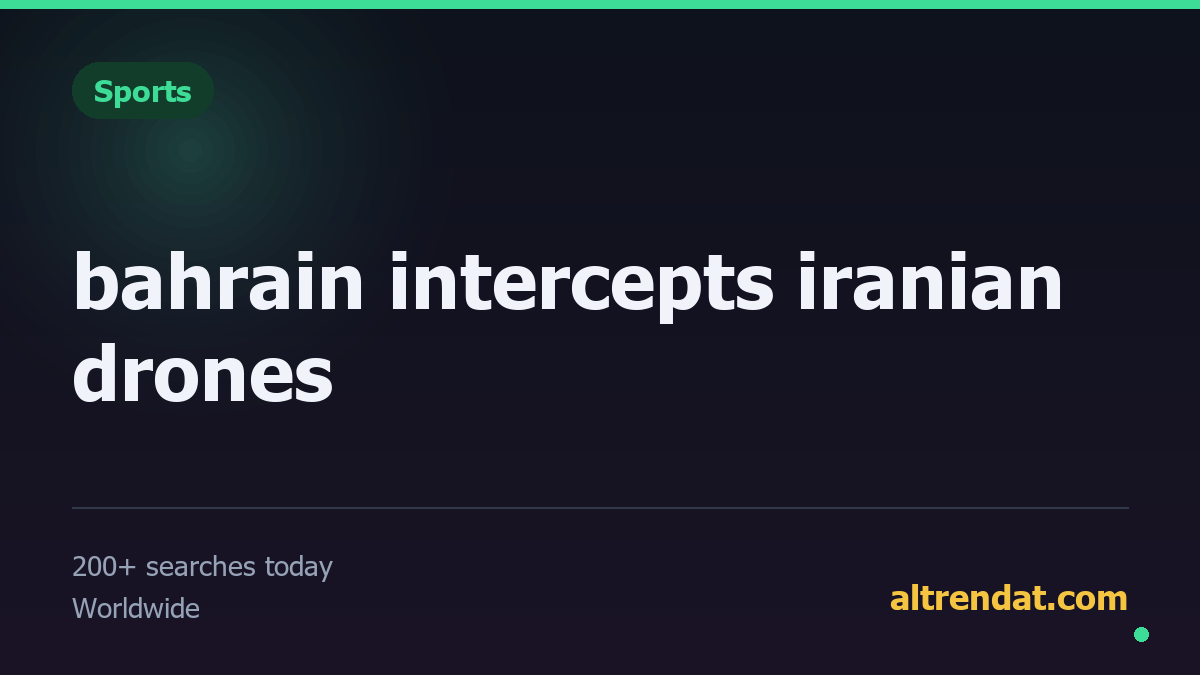 Sports
bahrain intercepts iranian
drones
200+ searches today
Worldwide
altrendat.com